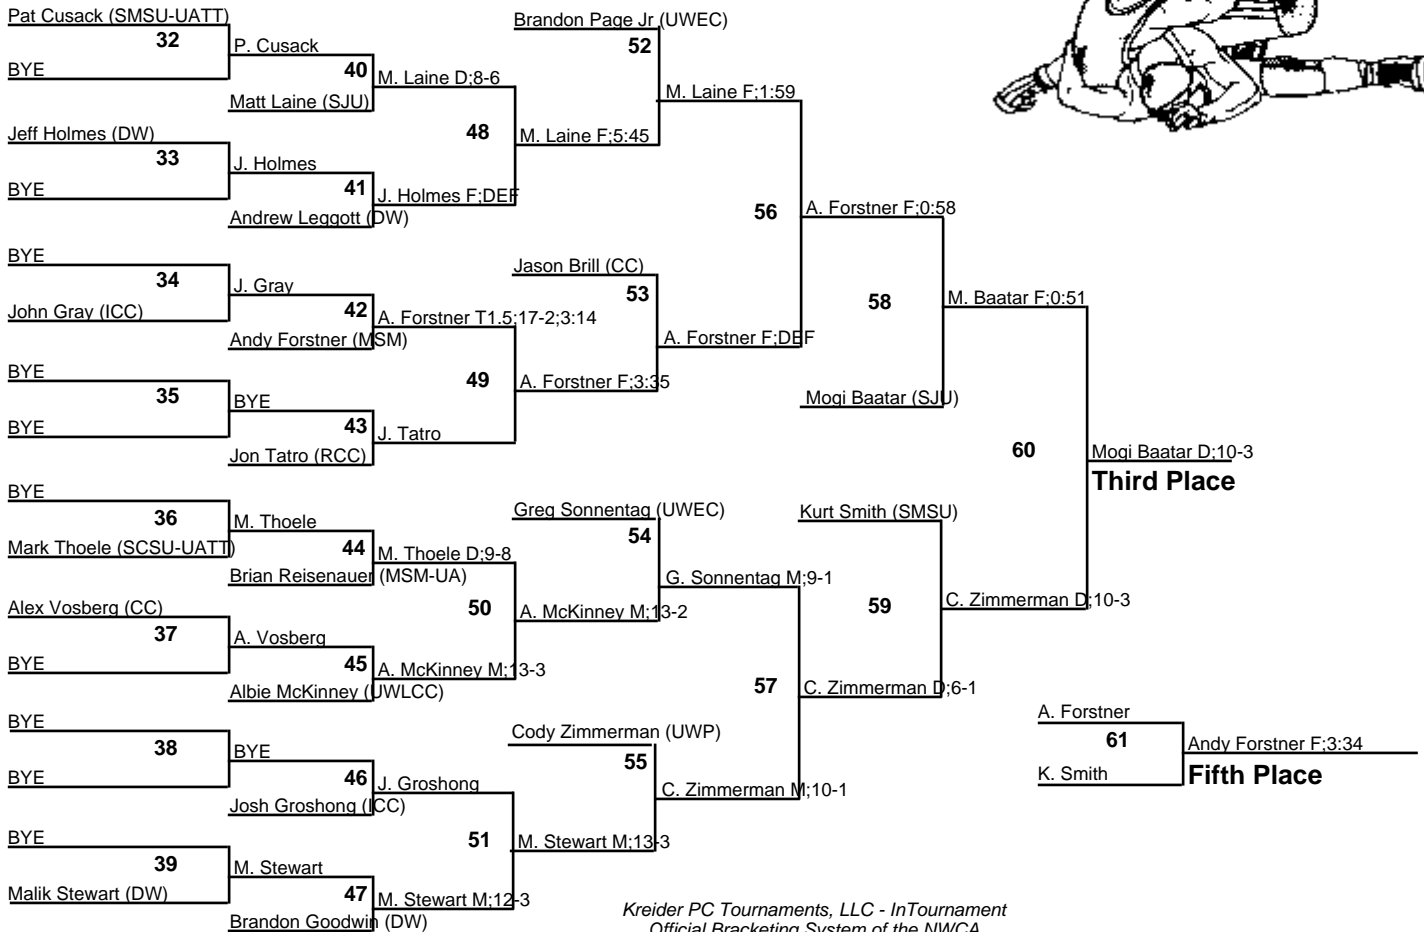 Pat Cusack (SMSU-UATT)
32
BYE
P. Cusack
40
Matt Laine (SJU)
M. Laine D;8-6
Jeff Holmes (DW)
33
BYE
J. Holmes
41
Andrew Leggott (DW)
J. Holmes F;DEF
48
M. Laine F;5:45
Brandon Page Jr (UWEC)
52
M. Laine F;1:59
BYE
34
John Gray (ICC)
J. Gray
42
Andy Forstner (MSM)
A. Forstner T1.5;17-2;3:14
BYE
35
BYE
BYE
43
Jon Tatro (RCC)
J. Tatro
49
A. Forstner F;3:35
Jason Brill (CC)
53
A. Forstner F;DEF
56
A. Forstner F;0:58
58
Mogi Baatar (SJU)
M. Baatar F;0:51
BYE
36
Mark Thoele (SCSU-UATT)
M. Thoele
44
Brian Reisenauer (MSM-UA)
M. Thoele D;9-8
Alex Vosberg (CC)
37
BYE
A. Vosberg
45
Albie McKinney (UWLCC)
A. McKinney M;13-3
50
A. McKinney M;13-2
Greg Sonnentag (UWEC)
54
G. Sonnentag M;9-1
BYE
38
BYE
BYE
46
Josh Groshong (ICC)
J. Groshong
BYE
39
Malik Stewart (DW)
M. Stewart
47
Brandon Goodwin (DW)
M. Stewart M;12-3
51
M. Stewart M;13-3
Cody Zimmerman (UWP)
55
C. Zimmerman M;10-1
57
C. Zimmerman D;6-1
Kurt Smith (SMSU)
59
C. Zimmerman D;10-3
60
Mogi Baatar D;10-3
Third Place
A. Forstner
61
K. Smith
Andy Forstner F;3:34
Fifth Place
Kreider PC Tournaments, LLC - InTournament
Official Bracketing System of the NWCA